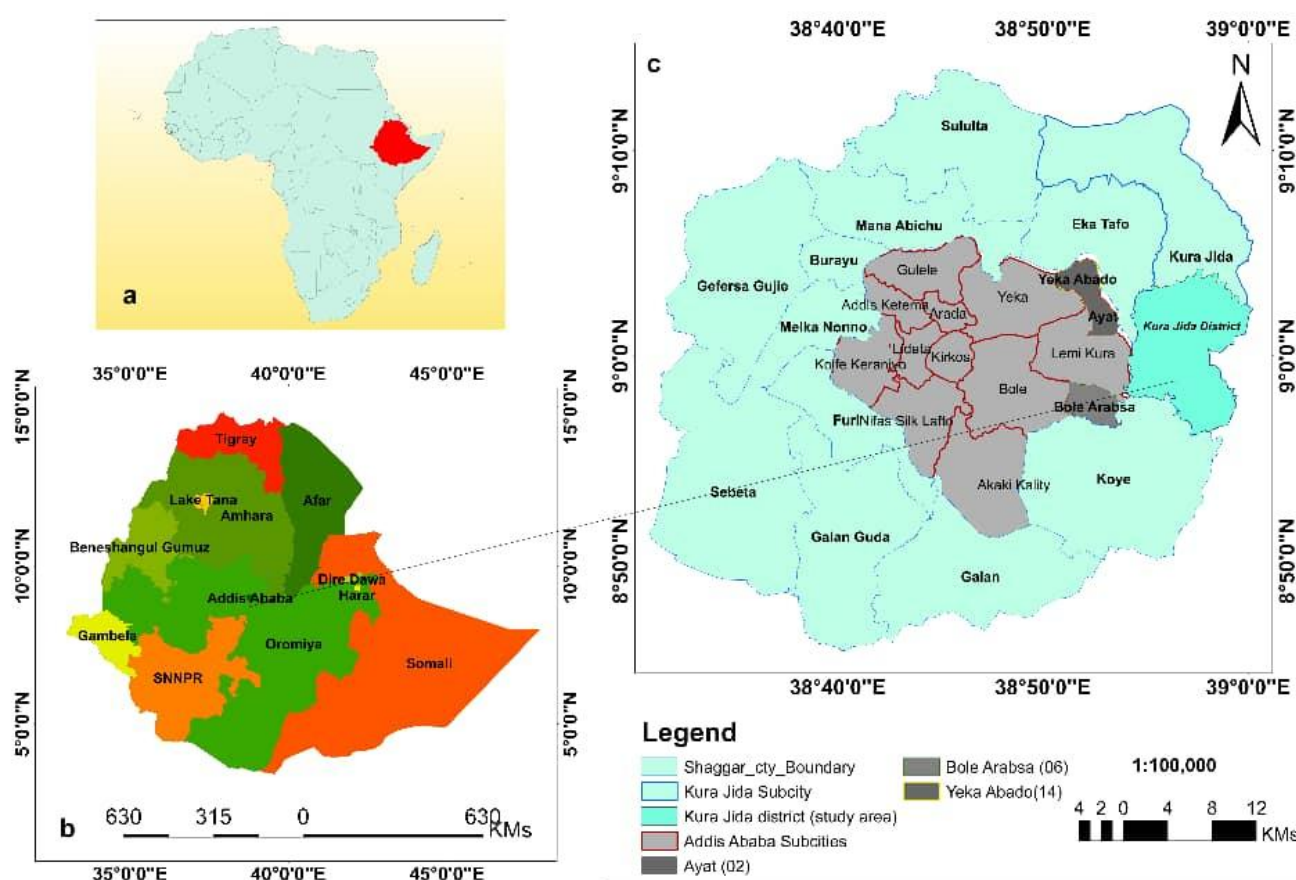 a
35°0'0"E 40°0'0"E 45°0'0"E
15°0'0"N
15°0'0"N
10°0'0"N
10°0'0"N
5°0'0"N
5°0'0"N
Tigray
Lake Tana
Afar
Amhara
Beneshangul Gumuz
Dire Dawa
Addis Ababa
Harar
Gambela
Oromiya
Somali
SNNPR
b
630 315 0 630
KMs
35°0'0"E 40°0'0"E 45°0'0"E
38°40'0"E 38°50'0"E 39°0'0"E
c
N
9°10'0"N
9°10'0"N
9°0'0"N
9°0'0"N
8°50'0"N
8°50'0"N
Sululta
Mana Abichu
Eka Tafo
Burayu
Kura Jida
Gulele
Gefersa Gujio
Yeka
Yeka Abado
Addis Ketema
Arada
Ayat
Melka Nonno
Kura Jida District
Lideta
Kirkos
Lemi Kura
Kolfe Keraniyo
Bole
Bole Arabsa
Furi
Nifas Silk Lafto
Sebeta
Akaki Kality
Koye
Galan Guda
Galan
38°40'0"E 38°50'0"E 39°0'0"E
Legend
Shaggar_cty_Boundary
Kura Jida Subcity
Kura Jida district (study area)
Addis Ababa Subcities
Ayat (02)
Bole Arabsa (06)
Yeka Abado(14)
1:100,000
4 2 0 4 8 12
KMs